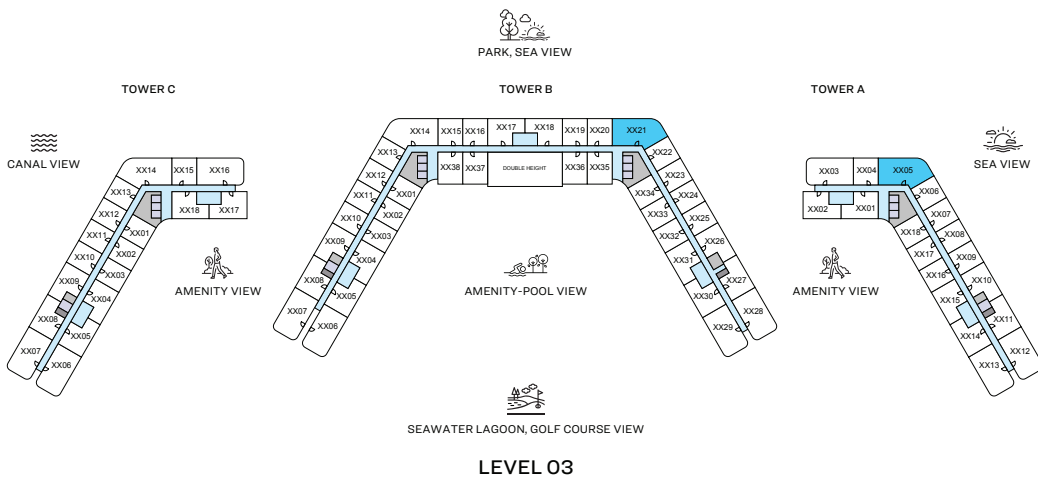 PARK, SEA VIEW
TOWER C
TOWER B
TOWER A
CANAL VIEW
SEA VIEW
XX14
XX15
XX16
XX13
XX12
XX11
XX10
XX09
XX08
XX07
XX18
XX17
XX01
XX02
XX03
XX04
XX05
XX06
AMENITY VIEW
XX14
XX15
XX16
XX17
XX18
XX19
XX20
XX21
XX13
XX12
XX11
XX10
XX09
XX08
XX07
XX38
XX37
DOUBLE HEIGHT
XX36
XX35
XX01
XX02
XX03
XX04
XX05
XX06
XX22
XX23
XX24
XX25
XX26
XX27
XX28
XX34
XX33
XX32
XX31
XX30
XX29
AMENITY-POOL VIEW
XX03
XX04
XX05
XX02
XX01
XX06
XX07
XX08
XX09
XX10
XX11
XX12
XX18
XX17
XX16
XX15
XX14
XX13
AMENITY VIEW
SEAWATER LAGOON, GOLF COURSE VIEW
LEVEL 03